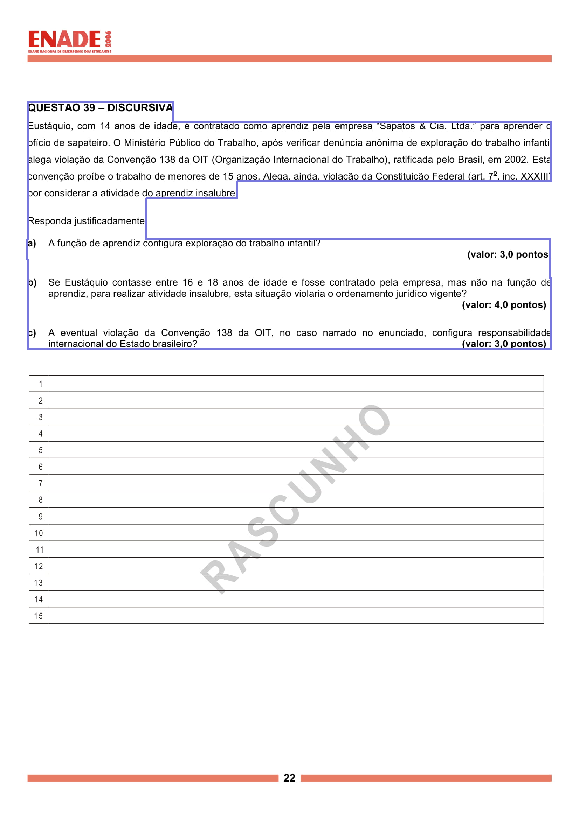 ENADE 2006
EXAME NACIONAL DE DESEMPENHO DOS ESTUDANTES
QUESTÃO 39 – DISCURSIVA
Eustáquio, com 14 anos de idade, é contratado como aprendiz pela empresa "Sapatos & Cia. Ltda." para aprender o
ofício de sapateiro. O Ministério Público do Trabalho, após verificar denúncia anônima de exploração do trabalho infantil
alega violação da Convenção 138 da OIT (Organização Internacional do Trabalho), ratificada pelo Brasil, em 2002. Esta
convenção proíbe o trabalho de menores de 15 anos. Alega, ainda, violação da Constituição Federal (art. 7º, inc. XXXIII)
por considerar a atividade do aprendiz insalubre.
Responda justificadamente
a) A função de aprendiz configura exploração do trabalho infantil?
(valor: 3,0 pontos
b) Se Eustáquio contasse entre 16 e 18 anos de idade e fosse contratado pela empresa, mas não na função de
aprendiz, para realizar atividade insalubre, esta situação violaria o ordenamento jurídico vigente?
(valor: 4,0 pontos)
c) A eventual violação da Convenção 138 da OIT, no caso narrado no enunciado, configura responsabilidade
internacional do Estado brasileiro? (valor: 3,0 pontos)
1
2
3
4
5
6
7
8
9
10
11
12
13
14
15
RASCUNHO
22